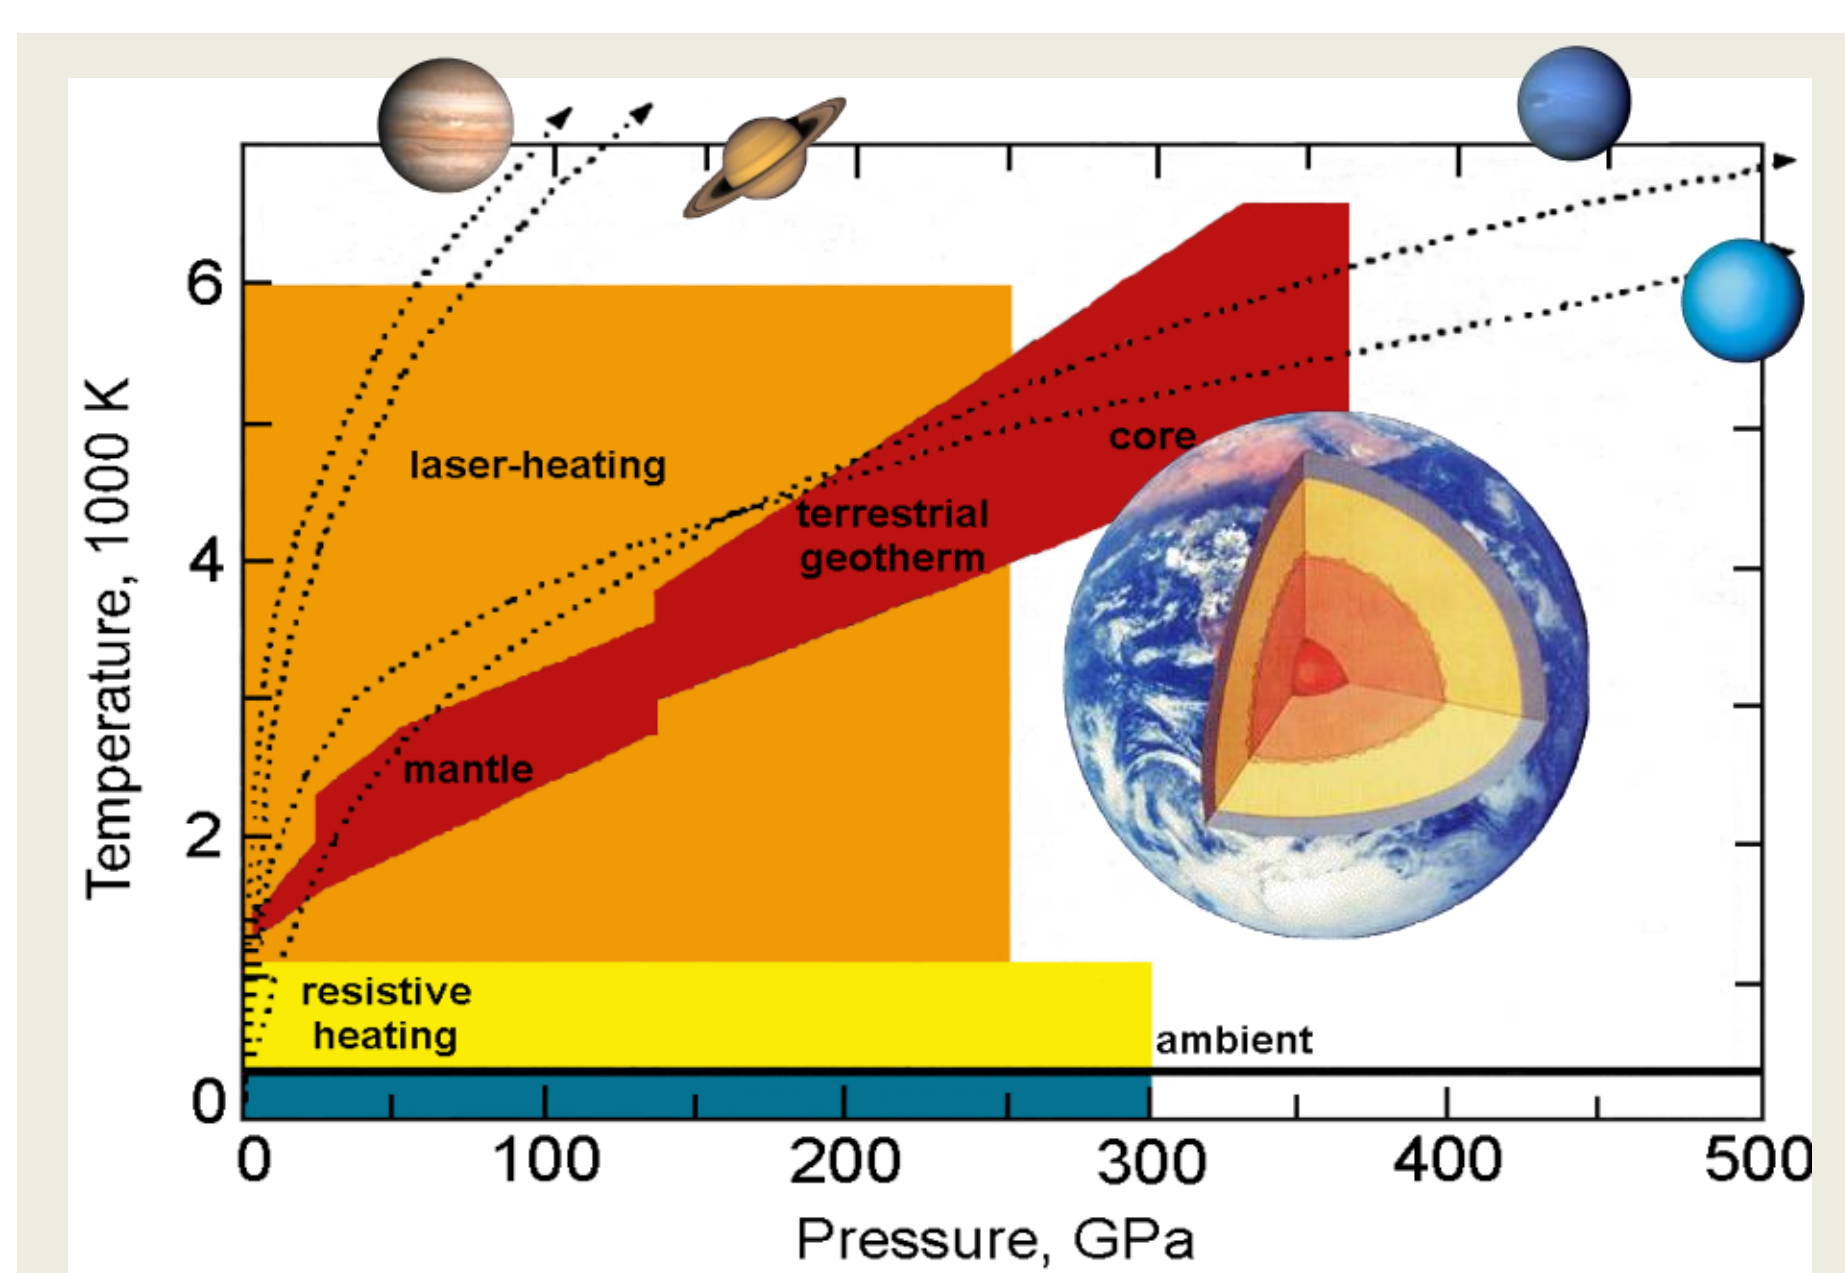 Temperature, 1000 K
6
4
2
0
laser-heating
core
terrestrial
geotherm
mantle
resistive
heating
ambient
0 100 200 300 400 500
Pressure, GPa